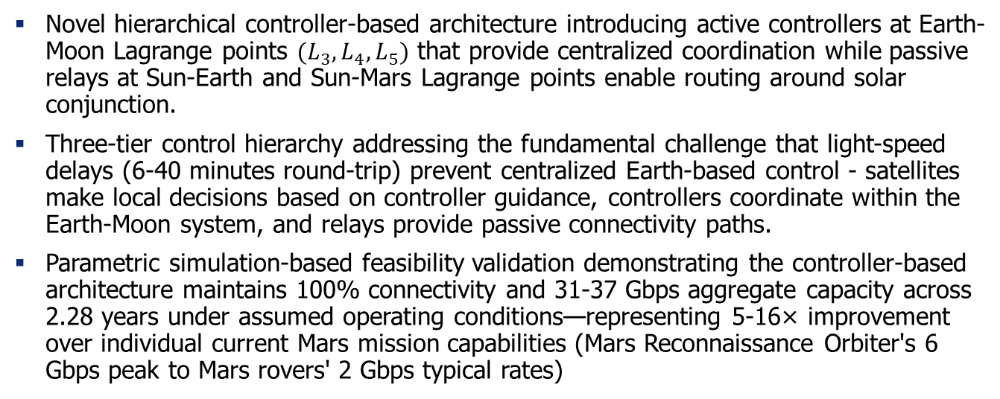 ▪ Novel hierarchical controller-based architecture introducing active controllers at Earth-
Moon Lagrange points (𝐿₃, 𝐿₄, 𝐿₅) that provide centralized coordination while passive
relays at Sun-Earth and Sun-Mars Lagrange points enable routing around solar
conjunction.
▪ Three-tier control hierarchy addressing the fundamental challenge that light-speed
delays (6-40 minutes round-trip) prevent centralized Earth-based control - satellites
make local decisions based on controller guidance, controllers coordinate within the
Earth-Moon system, and relays provide passive connectivity paths.
▪ Parametric simulation-based feasibility validation demonstrating the controller-based
architecture maintains 100% connectivity and 31-37 Gbps aggregate capacity across
2.28 years under assumed operating conditions—representing 5-16× improvement
over individual current Mars mission capabilities (Mars Reconnaissance Orbiter's 6
Gbps peak to Mars rovers' 2 Gbps typical rates)